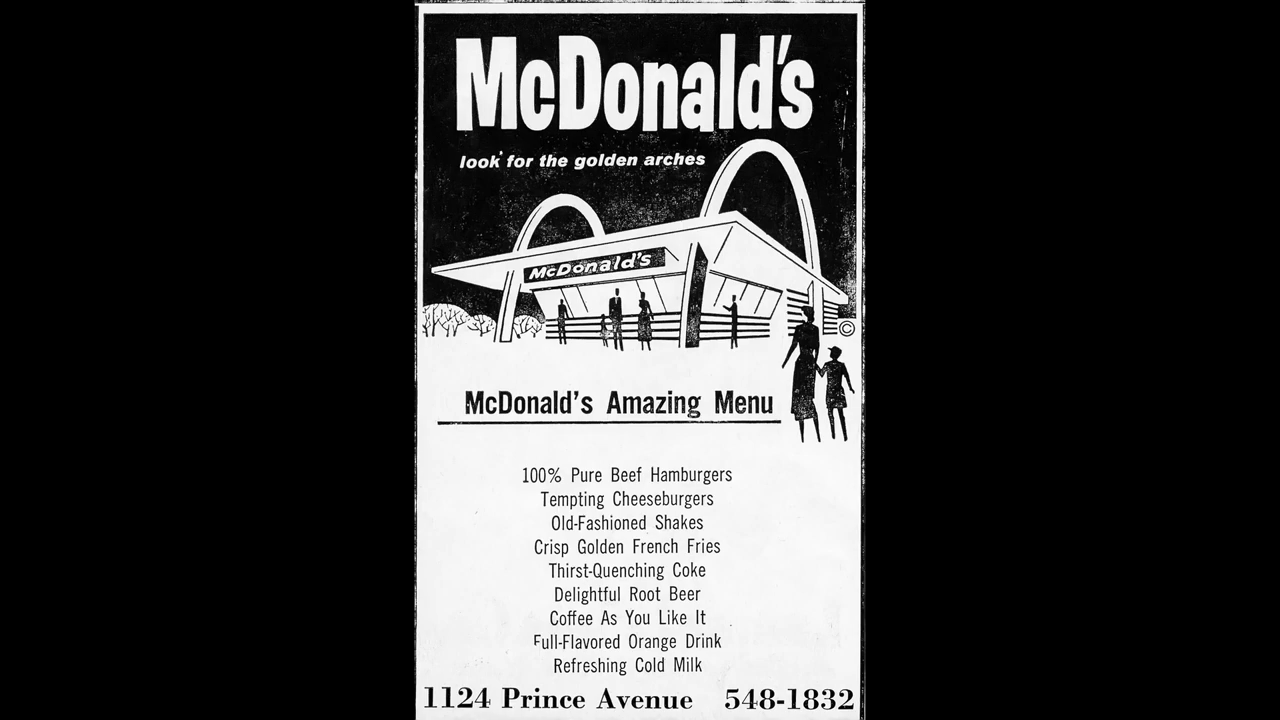 McDonald's
look for the golden arches
McDonald's
©
McDonald's Amazing Menu
100% Pure Beef Hamburgers
Tempting Cheeseburgers
Old-Fashioned Shakes
Crisp Golden French Fries
Thirst-Quenching Coke
Delightful Root Beer
Coffee As You Like It
Full-Flavored Orange Drink
Refreshing Cold Milk
1124 Prince Avenue 548-1832